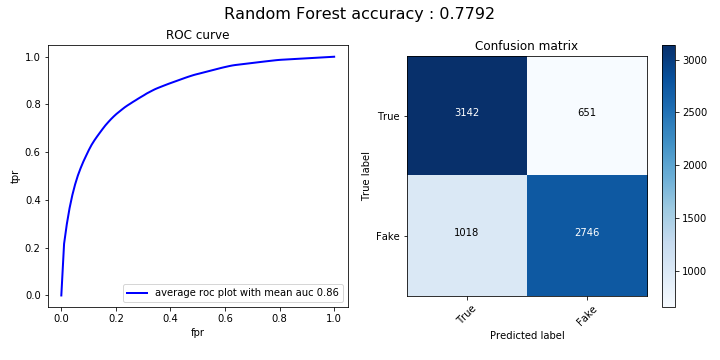 Random Forest accuracy : 0.7792
ROC curve
1.0
0.8
0.6
0.4
0.2
0.0
tpr
average roc plot with mean auc 0.86
0.0 0.2 0.4 0.6 0.8 1.0
fpr
Confusion matrix
True label
True 3142 651
Fake 1018 2746
True Fake
Predicted label
3000
2500
2000
1500
1000